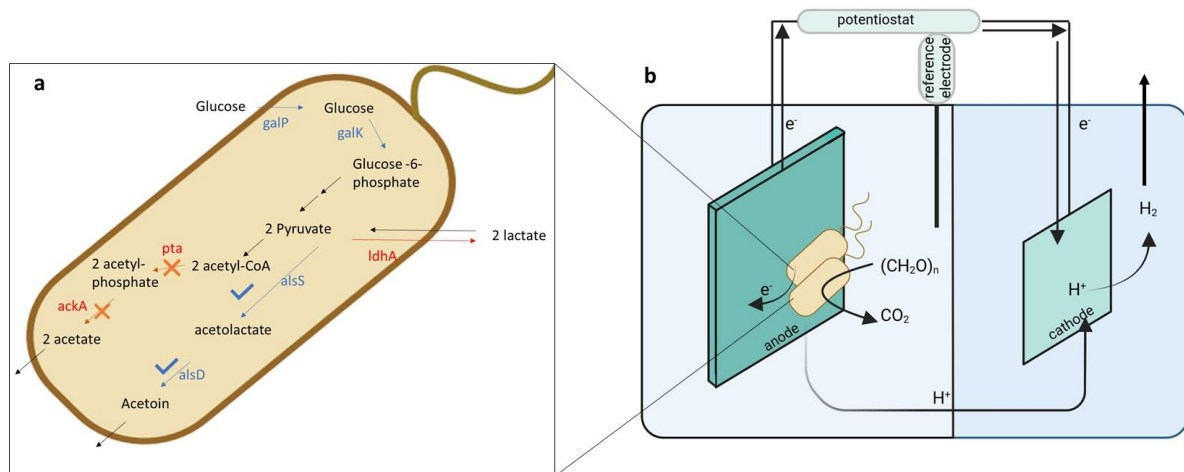 a
Glucose
galP
Glucose
galK
Glucose -6-
phosphate
2 Pyruvate
2 lactate
ldhA
pta
2 acetyl-
phosphate
2 acetyl-CoA
alsS
ackA
acetolactate
2 acetate
alsD
Acetoin
b
potentiostat
reference
electrode
e-
e-
H2
(CH2O)n
e-
CO2
H+
anode
cathode
H+